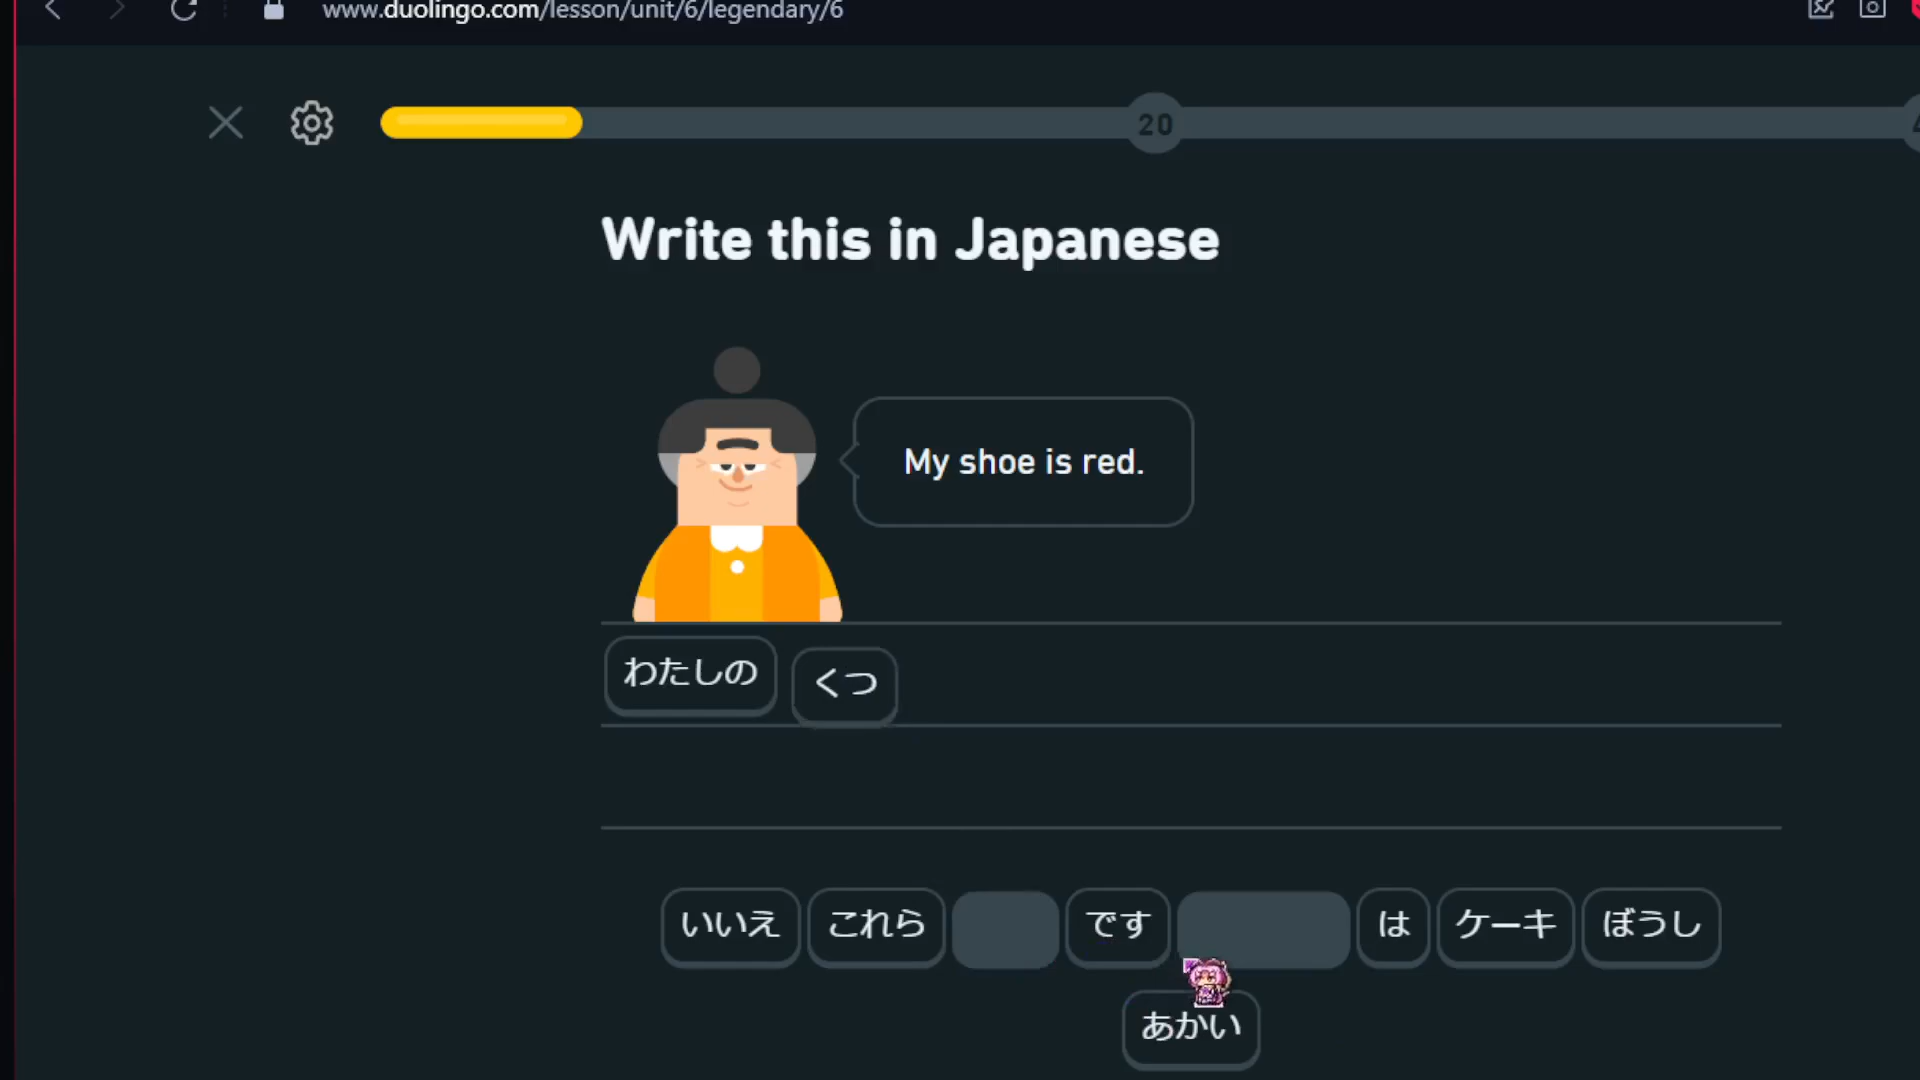 www.duolingo.com/lesson/unit/6/legendary/6
20
Write this in Japanese
My shoe is red.
わたしの くつ
いいえ これら です は ケーキ ぼうし
あかい